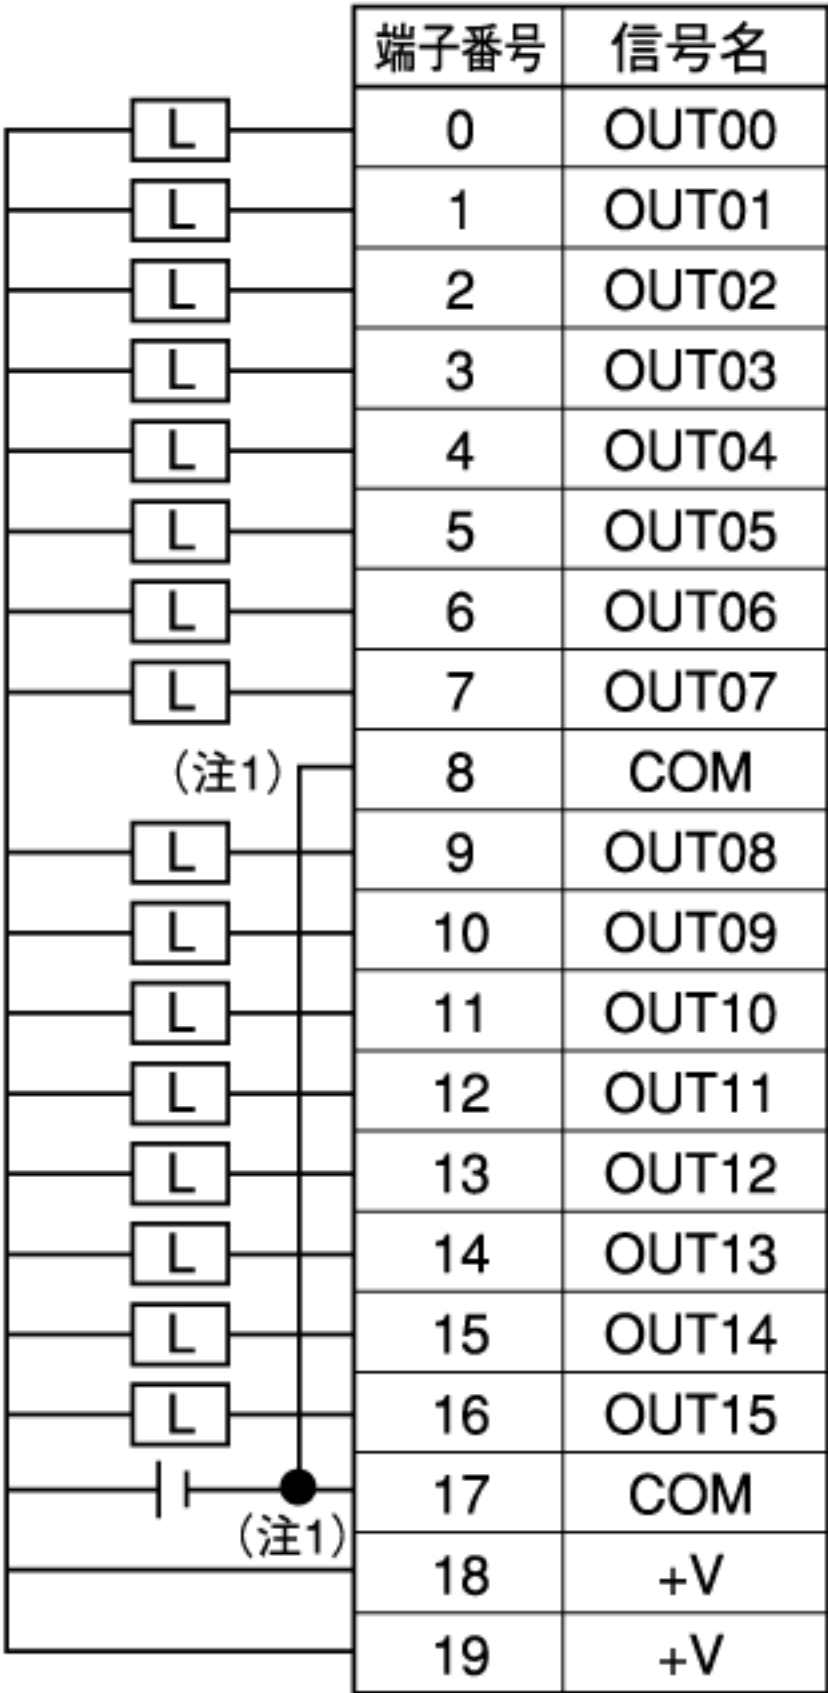 端子番号 信号名
L 0 OUT00
L 1 OUT01
L 2 OUT02
L 3 OUT03
L 4 OUT04
L 5 OUT05
L 6 OUT06
L 7 OUT07
（注1） 8 COM
L 9 OUT08
L 10 OUT09
L 11 OUT10
L 12 OUT11
L 13 OUT12
L 14 OUT13
L 15 OUT14
L 16 OUT15
17 COM
（注1）
18 +V
19 +V